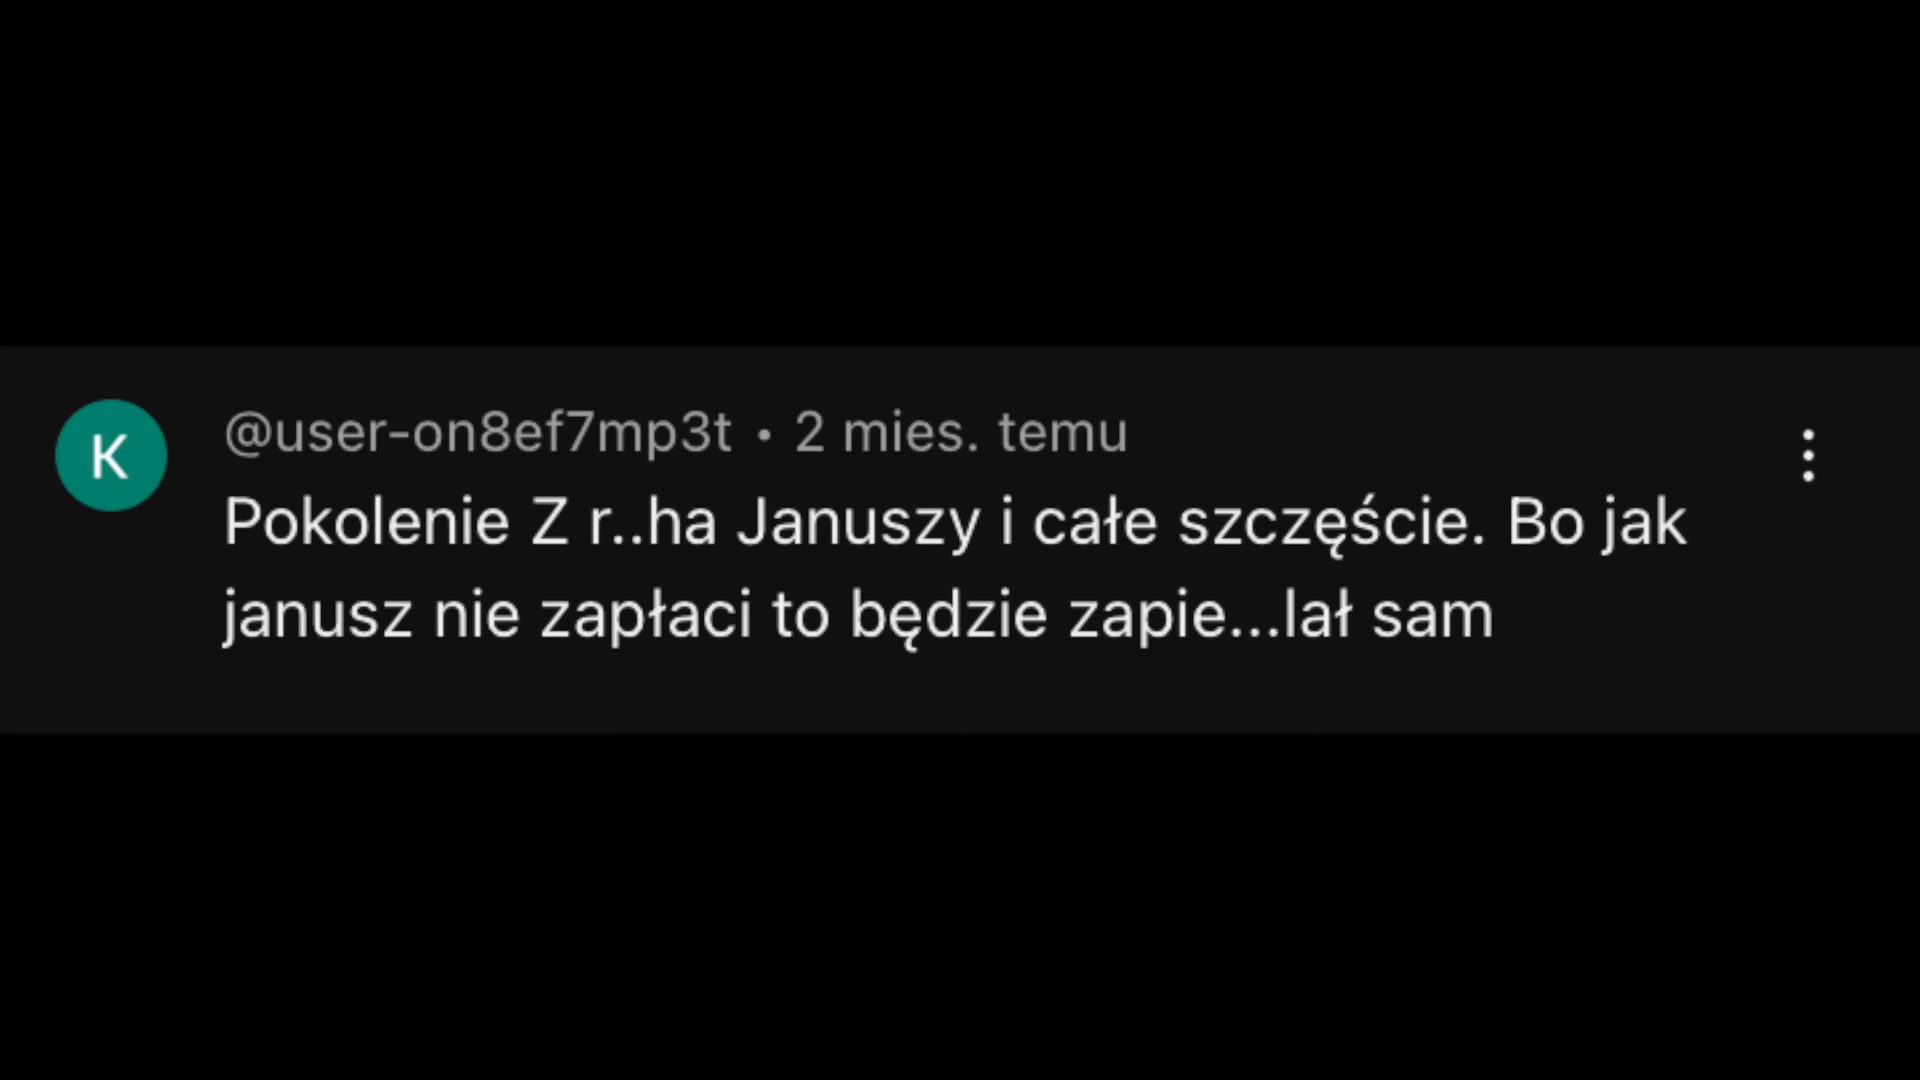 K
@user-on8ef7mp3t • 2 mies. temu
Pokolenie Z r..ha Januszy i całe szczęście. Bo jak
janusz nie zapłaci to będzie zapie...lał sam